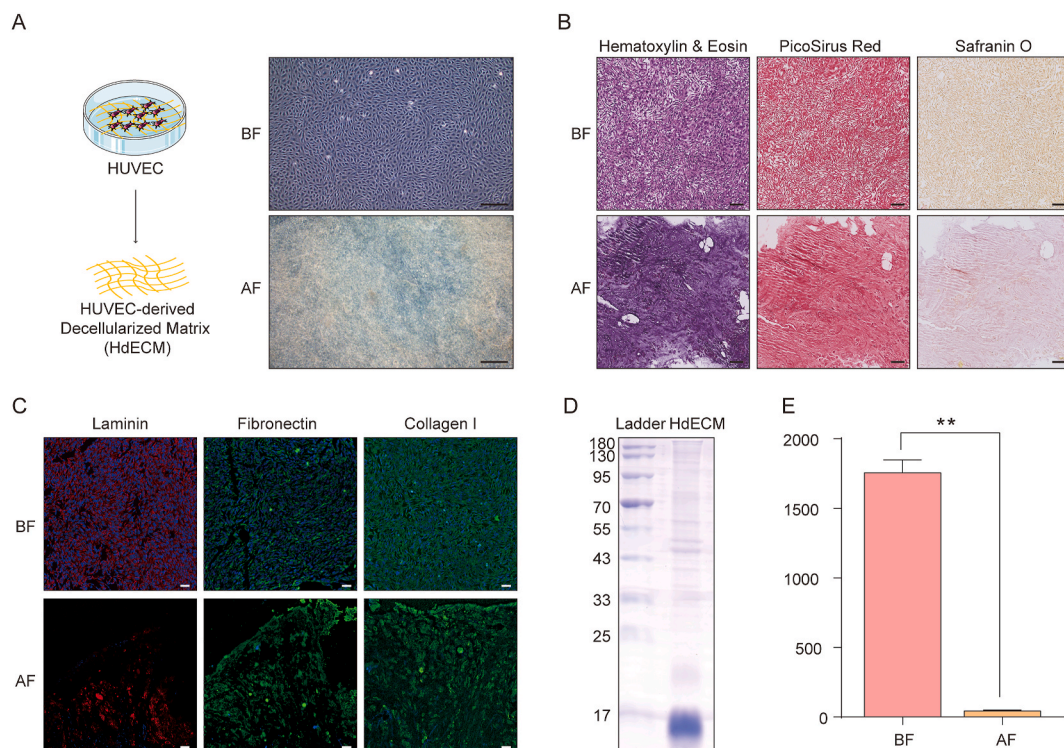 A
HUVEC
HUVEC-derived
Decellularized Matrix
(HdECM)
BF
AF
B
Hematoxylin & Eosin PicoSirus Red Safranin O
BF
AF
C
Laminin Fibronectin Collagen I
BF
AF
D
Ladder HdECM
180
130
95
70
55
43
33
25
17
E
**
2000
1500
1000
500
0
BF AF